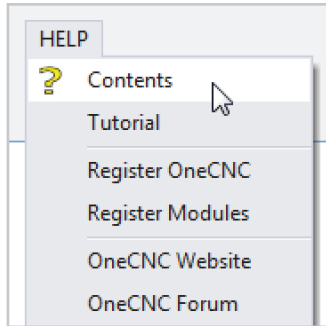 HELP
Contents
Tutorial
Register OneCNC
Register Modules
OneCNC Website
OneCNC Forum